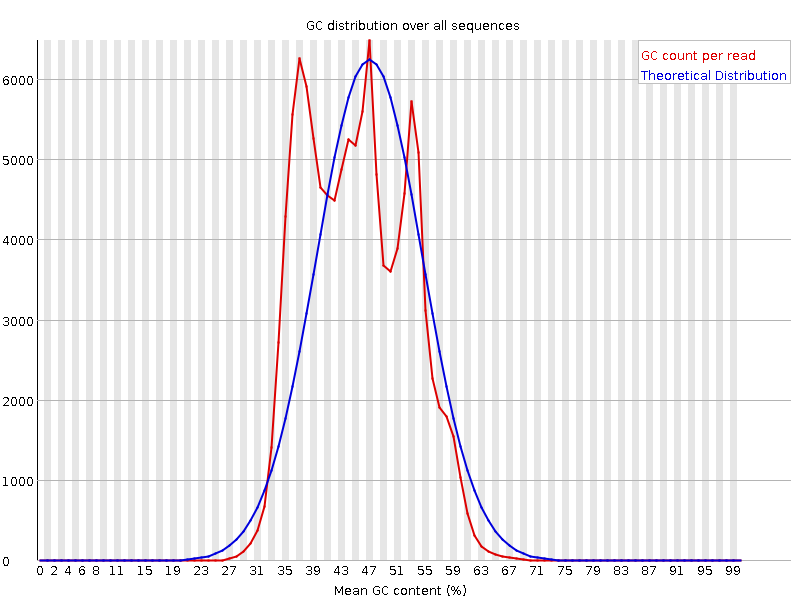 GC distribution over all sequences
GC count per read
Theoretical Distribution
6000
5000
4000
3000
2000
1000
0
0 2 4 6 8 11 15 19 23 27 31 35 39 43 47 51 55 59 63 67 71 75 79 83 87 91 95 99
Mean GC content (%)